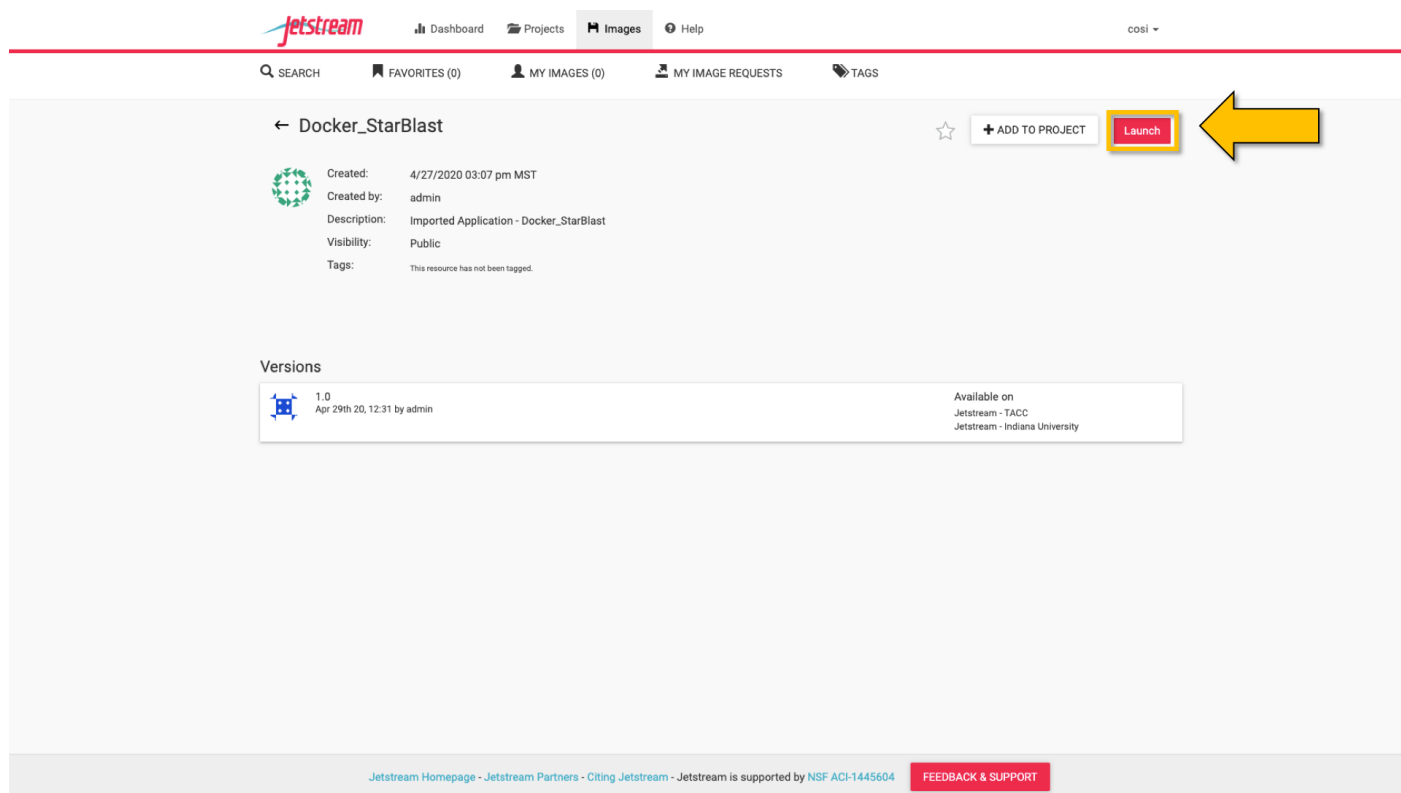 Jetstream
Dashboard Projects Images Help cosi
SEARCH FAVORITES (0) MY IMAGES (0) MY IMAGE REQUESTS TAGS
← Docker_StarBlast
+ ADD TO PROJECT Launch
Created: 4/27/2020 03:07 pm MST
Created by: admin
Description: Imported Application - Docker_StarBlast
Visibility: Public
Tags: This resource has not been tagged.
Versions
1.0
Apr 29th 20, 12:31 by admin
Available on
Jetstream - TACC
Jetstream - Indiana University
Jetstream Homepage - Jetstream Partners - Citing Jetstream - Jetstream is supported by NSF ACI-1445604 FEEDBACK & SUPPORT